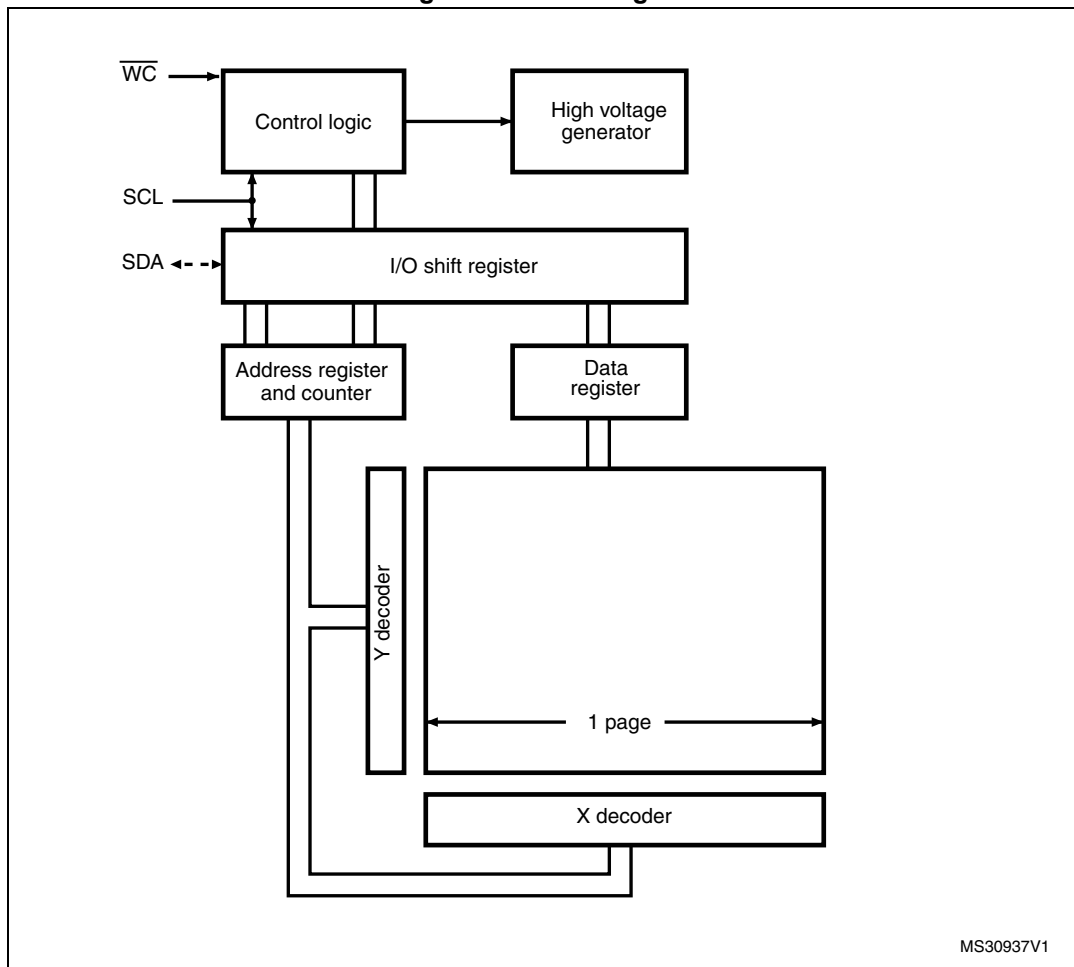 WC
Control logic
High voltage
generator
SCL
SDA
I/O shift register
Address register
and counter
Data
register
Y decoder
1 page
X decoder
MS30937V1